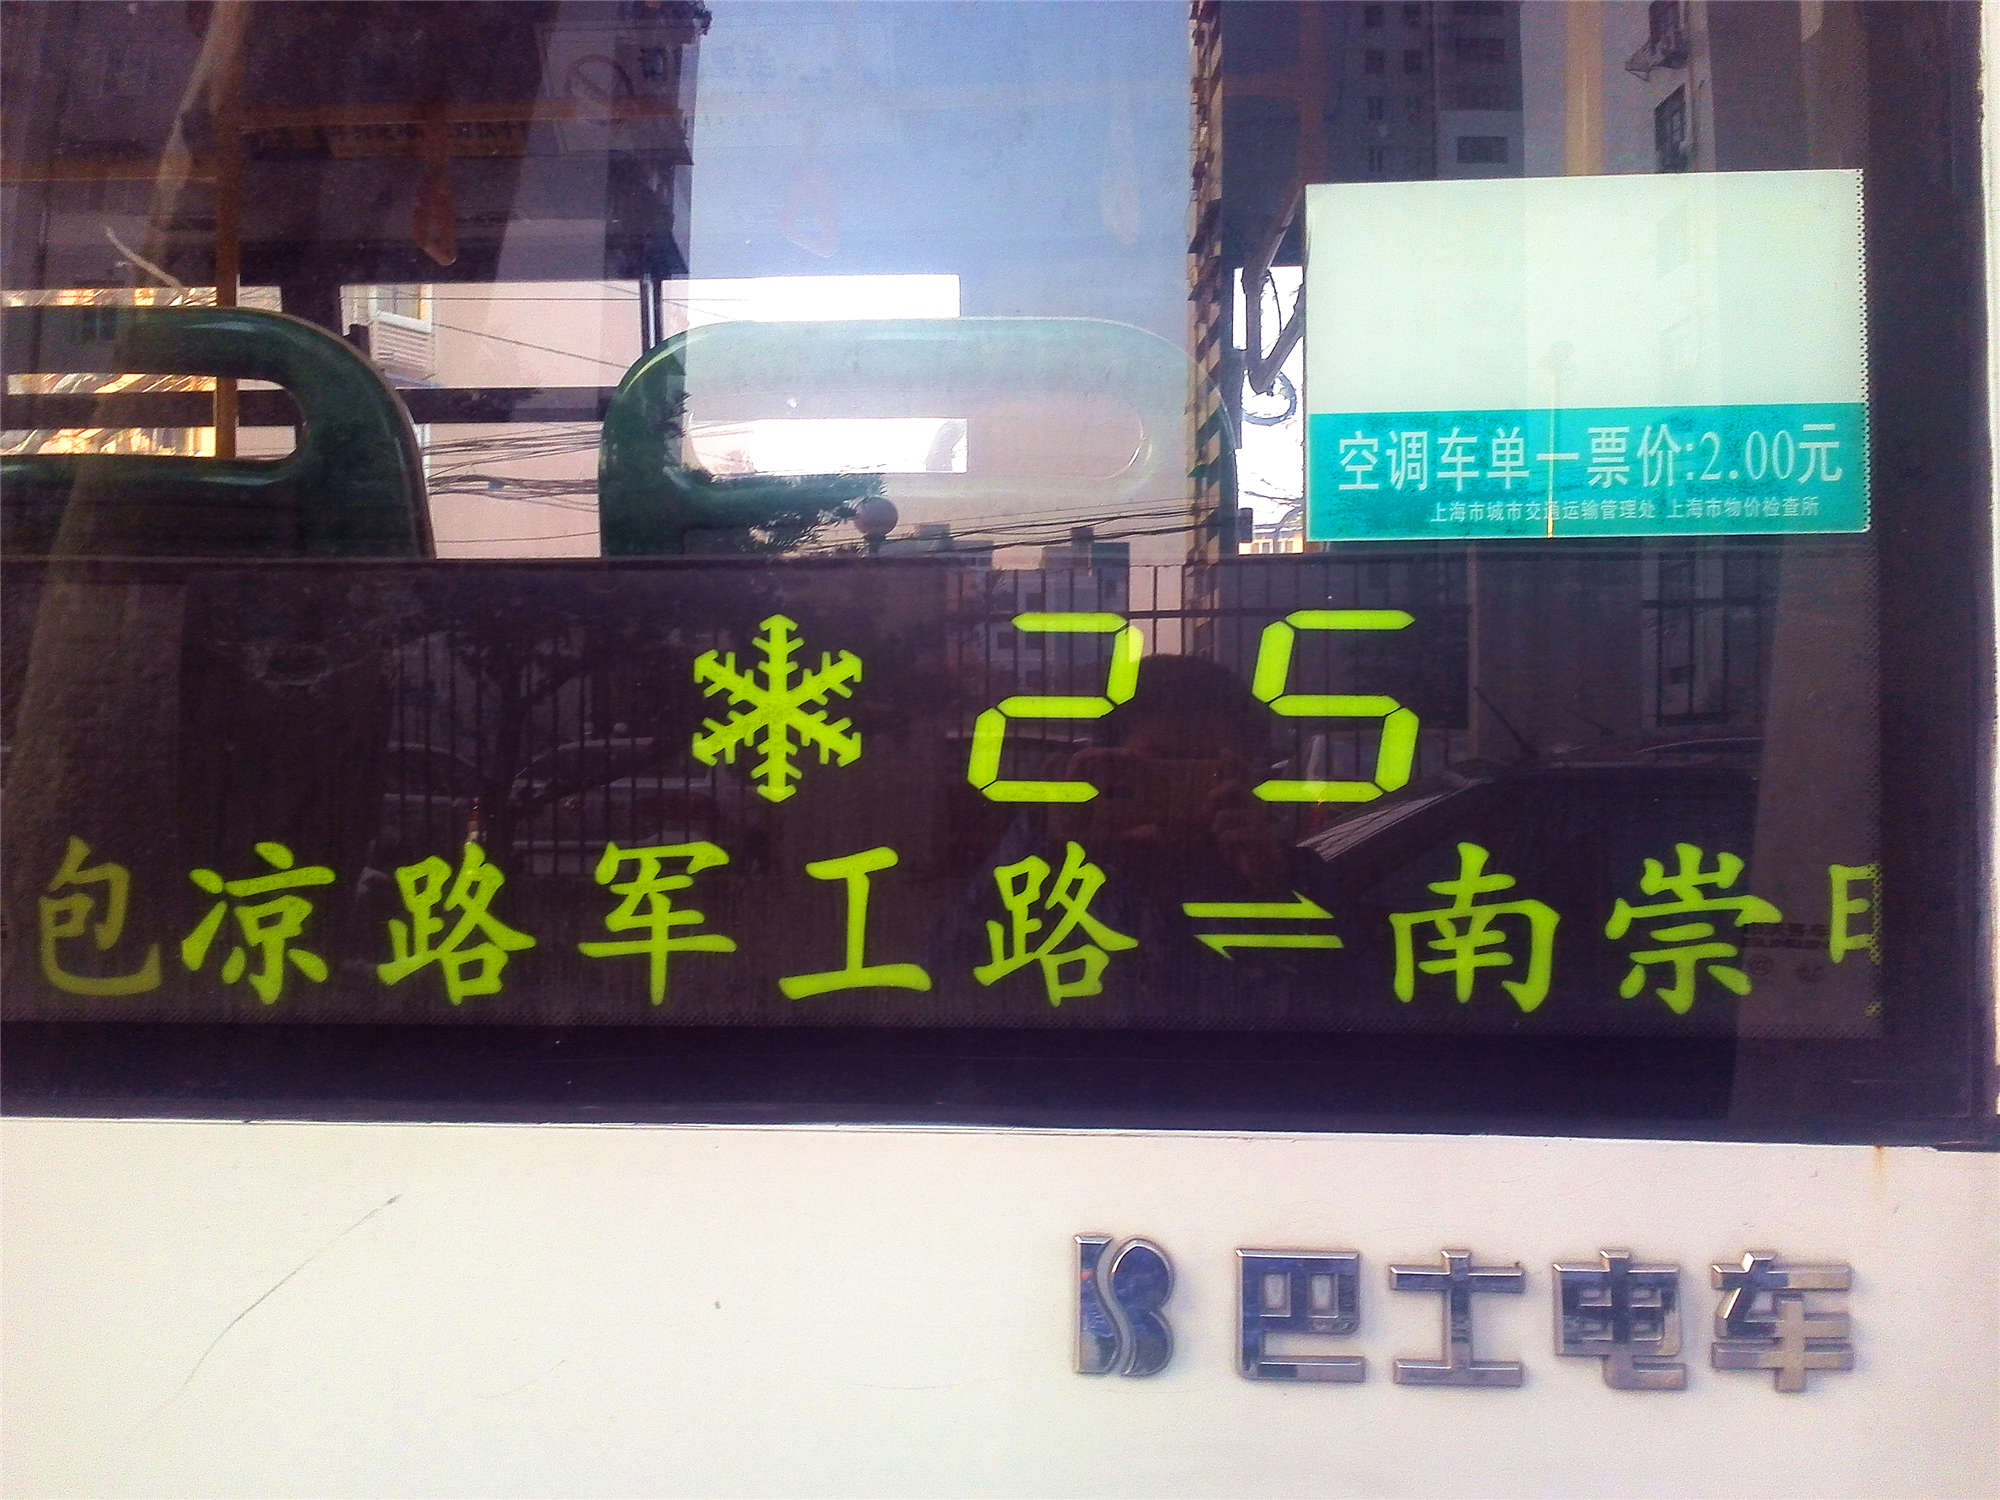 空调车单一票价:2.00元
上海市城市交通运输管理处 上海市物价检查所
25
包凉路军工路⇌南崇
巴士电车